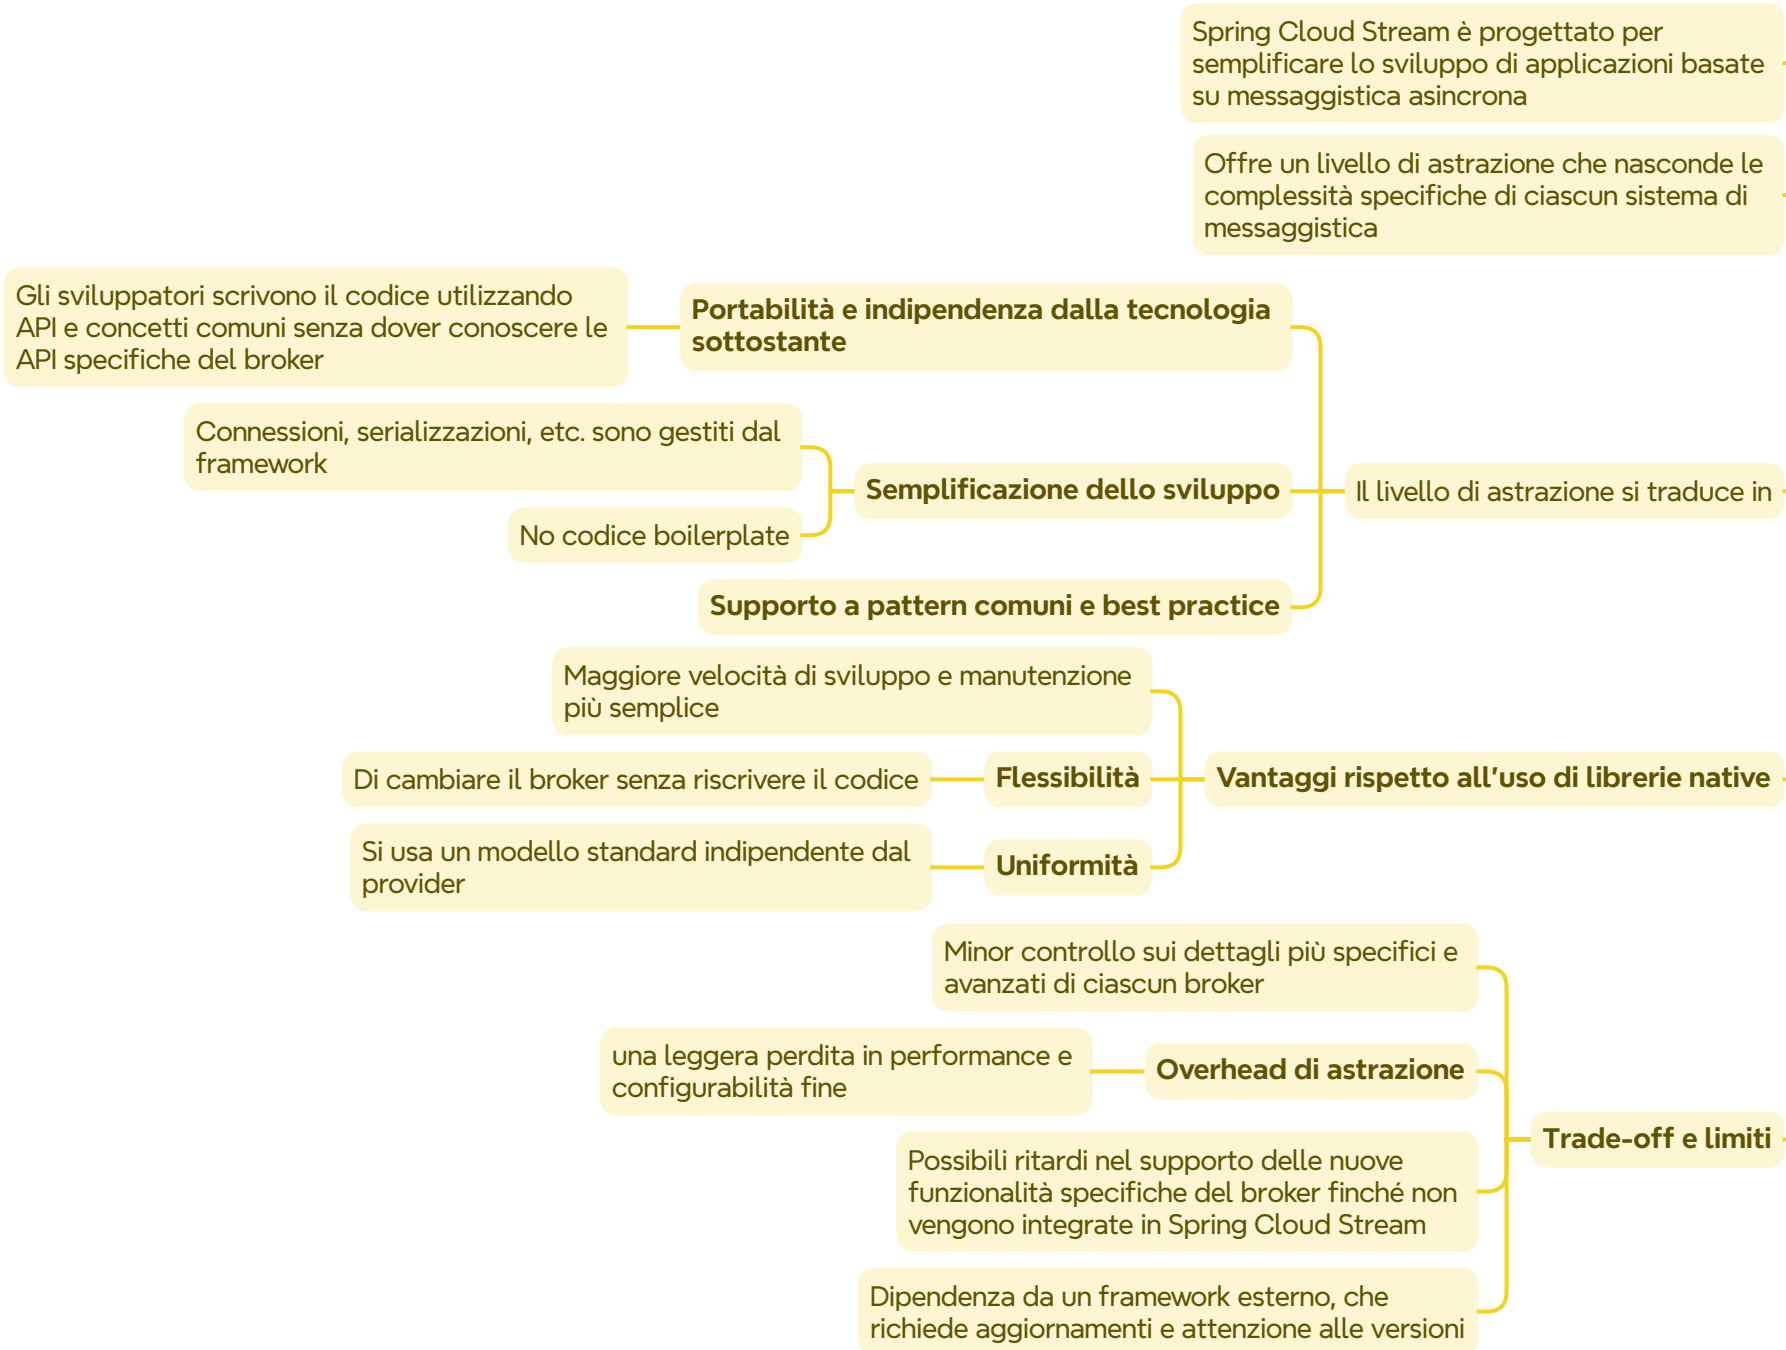 Spring Cloud Stream è progettato per
semplificare lo sviluppo di applicazioni basate
su messaggistica asincrona
Offre un livello di astrazione che nasconde le
complessità specifiche di ciascun sistema di
messaggistica
Gli sviluppatori scrivono il codice utilizzando
API e concetti comuni senza dover conoscere le
API specifiche del broker
Portabilità e indipendenza dalla tecnologia
sottostante
Connessioni, serializzazioni, etc. sono gestiti dal
framework
No codice boilerplate
Semplificazione dello sviluppo
Il livello di astrazione si traduce in
Supporto a pattern comuni e best practice
Maggiore velocità di sviluppo e manutenzione
più semplice
Di cambiare il broker senza riscrivere il codice
Flessibilità
Vantaggi rispetto all'uso di librerie native
Si usa un modello standard indipendente dal
provider
Uniformità
Minor controllo sui dettagli più specifici e
avanzati di ciascun broker
una leggera perdita in performance e
configurabilità fine
Overhead di astrazione
Trade-off e limiti
Possibili ritardi nel supporto delle nuove
funzionalità specifiche del broker finché non
vengono integrate in Spring Cloud Stream
Dipendenza da un framework esterno, che
richiede aggiornamenti e attenzione alle versioni